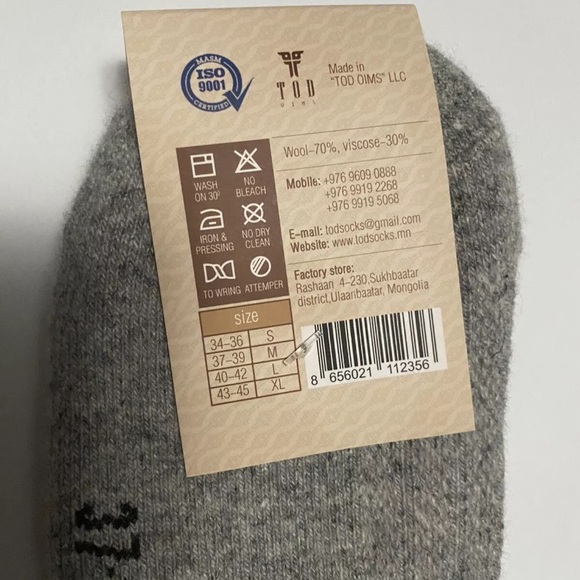 MASM
ISO
9001
CERTIFIED
TOD
OIMS
Made in
"TOD OIMS" LLC
Wool-70%, viscose-30%
WASH
ON 30°
NO
BLEACH
IRON &
PRESSING
NO DRY
CLEAN
TO WRING
ATTEMPER
Mobile: +976 9609 0888
+976 9919 2268
+976 9919 5068
E-mail: todsocks@gmail.com
Website: www.todsocks.mn
Factory store:
Rashaan 4-230,Sukhbaatar
district,Ulaanbaatar, Mongolia
size
34-36 S
37-39 M
40-42 L
43-45 XL
8 656021 112356